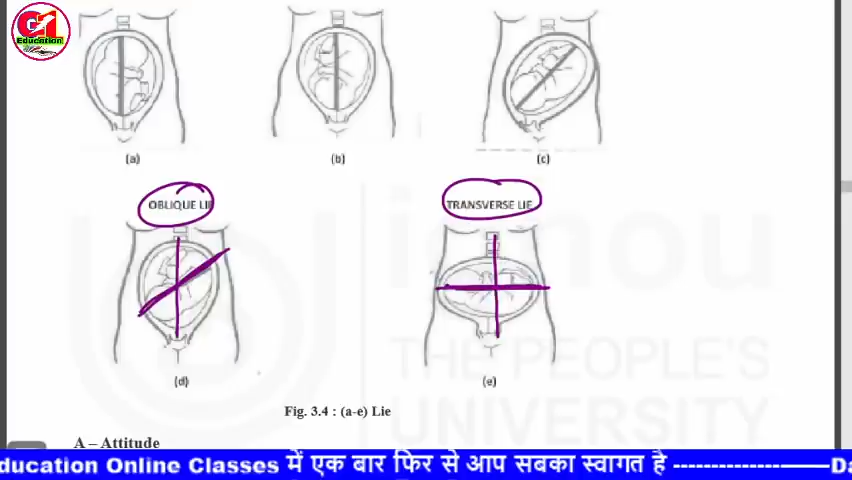 G1
Education
(a)
(b)
(c)
OBLIQUE LIE
TRANSVERSE LIE
(d)
(e)
ignou
THE PEOPLE'S
UNIVERSITY
Fig. 3.4 : (a-e) Lie
A – Attitude
ducation Online Classes में एक बार फिर से आप सबका स्वागत है ---------------------Da